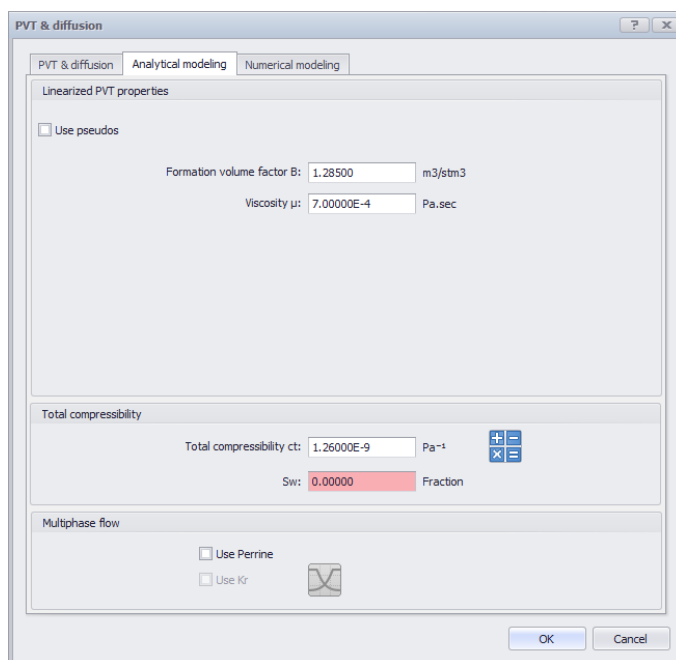 PVT & diffusion
PVT & diffusion Analytical modeling Numerical modeling
Linearized PVT properties
Use pseudos
Formation volume factor B: 1.28500 m3/stm3
Viscosity μ: 7.00000E-4 Pa.sec
Total compressibility
Total compressibility ct: 1.26000E-9 Pa⁻¹
Sw: 0.00000 Fraction
Multiphase flow
Use Perrine
Use Kr
OK Cancel